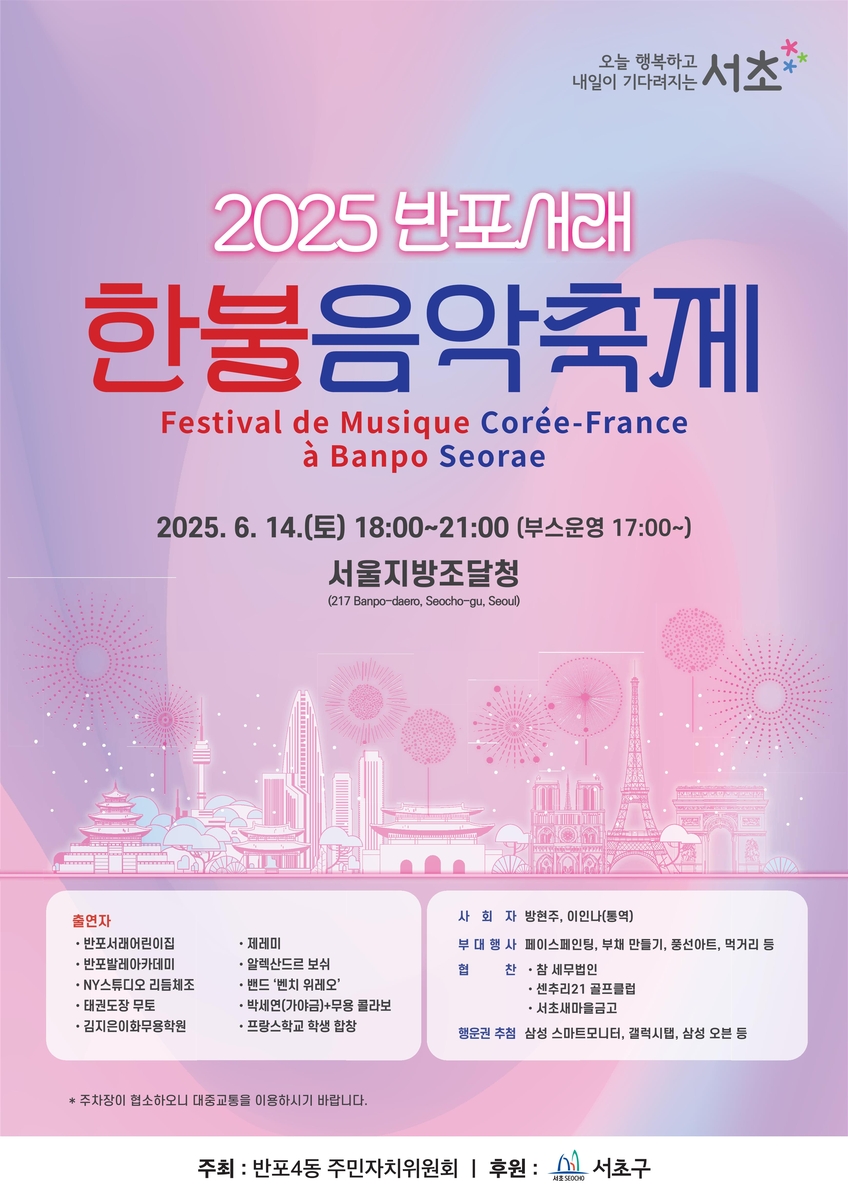 오늘 행복하고
내일이 기다려지는 서초
2025 반포서래
한불음악축제
Festival de Musique Corée-France
à Banpo Seorae
2025. 6. 14.(토) 18:00~21:00 (부스운영 17:00~)
서울지방조달청
(217 Banpo-daero, Seocho-gu, Seoul)
출연자
· 반포서래어린이집
· 반포발레아카데미
· NY스튜디오 리듬체조
· 태권도장 무토
· 김지은이화무용학원
· 제레미
· 알렉산드르 보쉬
· 밴드 ‘벤치 위레오’
· 박세연(가야금)+무용 콜라보
· 프랑스학교 학생 합창
사 회 자 방현주, 이인나(통역)
부 대 행 사 페이스페인팅, 부채 만들기, 풍선아트, 먹거리 등
협 찬 · 참 세무법인
· 센추리21 골프클럽
· 서초새마을금고
행운권 추첨 삼성 스마트모니터, 갤럭시탭, 삼성 오븐 등
* 주차장이 협소하오니 대중교통을 이용하시기 바랍니다.
주최 : 반포4동 주민자치위원회 | 후원 : 서초 SEOCHO 서초구